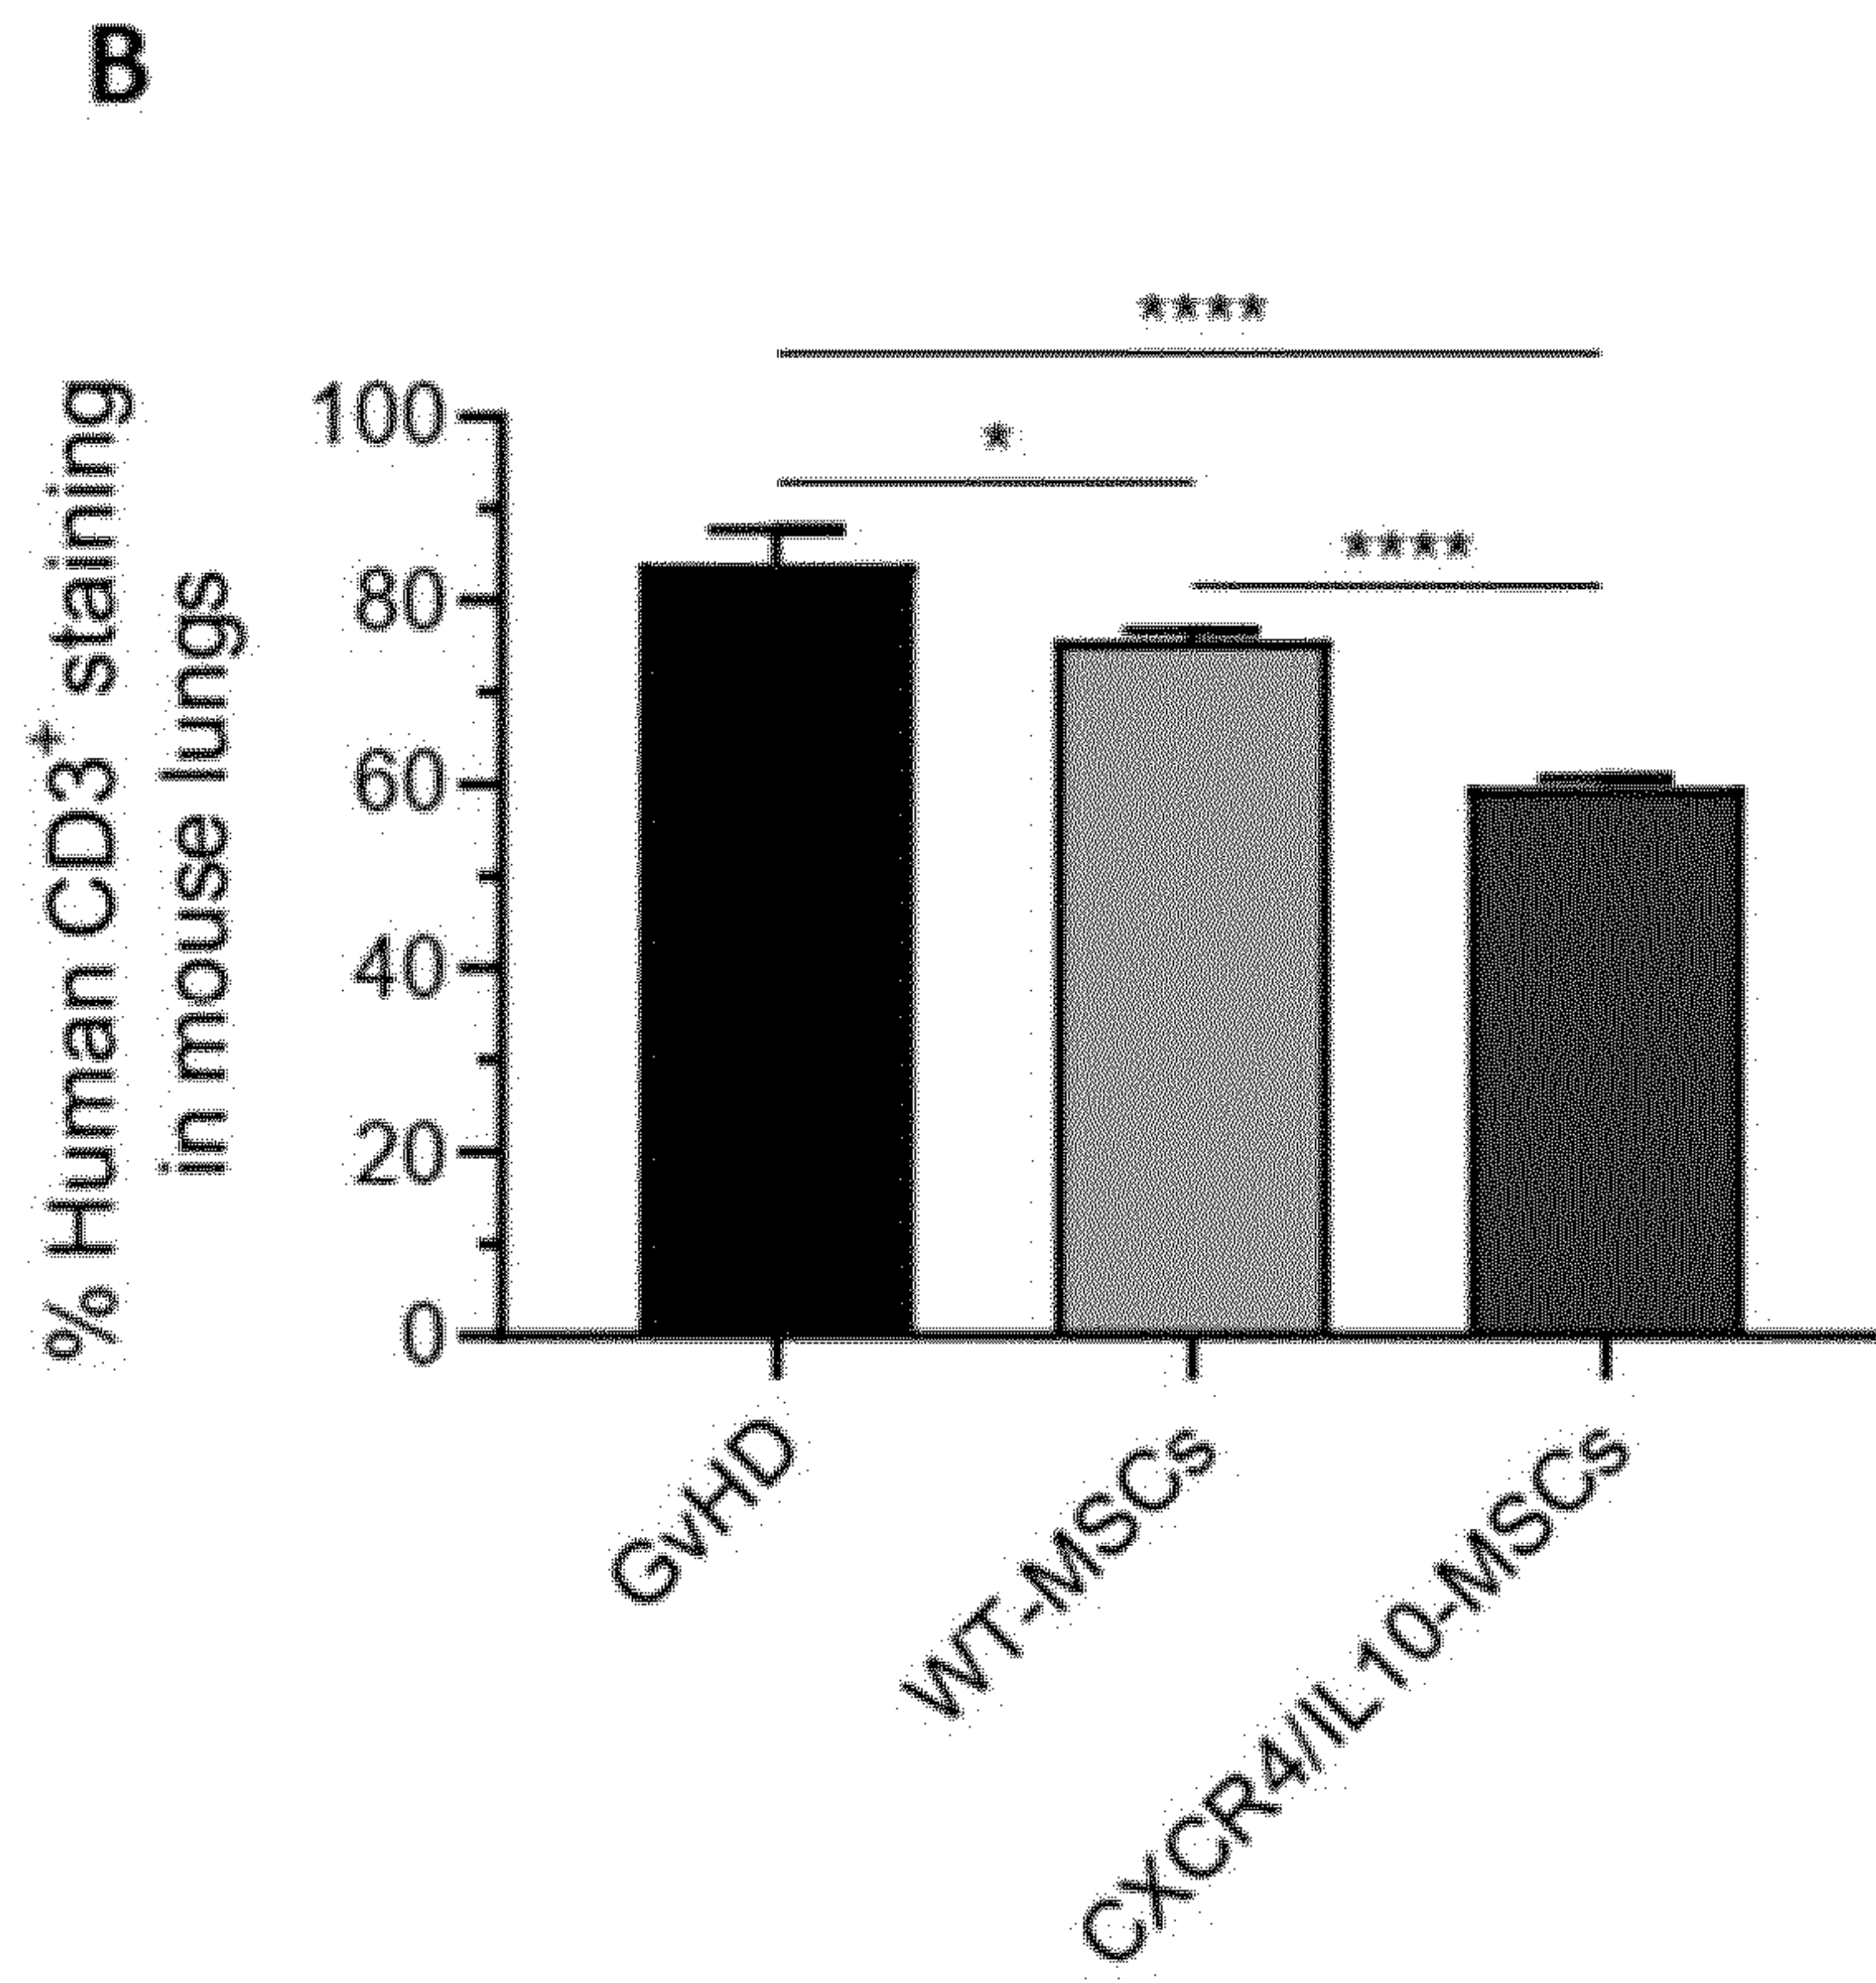 B
****
*
****
% Human CD3⁺ staining
in mouse lungs
100
80
60
40
20
0
GvHD
WT-MSCs
CXCR4/IL10-MSCs